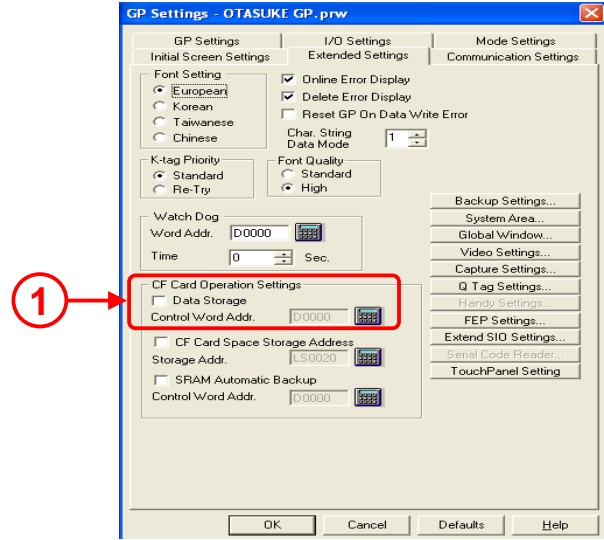 GP Settings - OTASUKE GP.prw
GP Settings
I/O Settings
Mode Settings
Initial Screen Settings
Extended Settings
Communication Settings
Font Setting
European
Korean
Taiwanese
Chinese
Online Error Display
Delete Error Display
Reset GP On Data Write Error
Char. String
Data Mode
1
K-tag Priority
Standard
Re-Try
Font Quality
Standard
High
Watch Dog
Word Addr.
D0000
Time
0
Sec.
1
CF Card Operation Settings
Data Storage
Control Word Addr.
D0000
CF Card Space Storage Address
Storage Addr.
LS0020
SRAM Automatic Backup
Control Word Addr.
D0000
Backup Settings...
System Area...
Global Window...
Video Settings...
Capture Settings...
Q Tag Settings...
Handy Settings...
FEP Settings...
Extend SIO Settings...
Serial Code Reader...
TouchPanel Setting
OK
Cancel
Defaults
Help